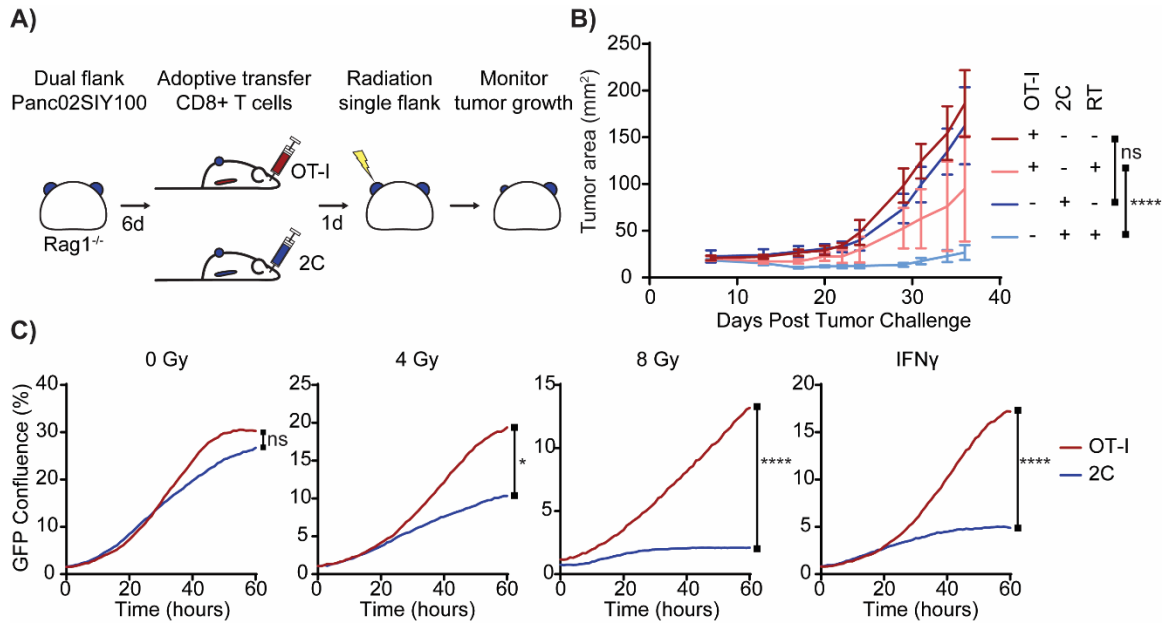 A)
Dual flank
Panc02SIY100
Adoptive transfer
CD8+ T cells
Radiation
single flank
Monitor
tumor growth
OT-I
2C
6d
1d
Rag1-/-
B)
Tumor area (mm²)
250
200
150
100
50
0
0 10 20 30 40
Days Post Tumor Challenge
OT-I 2C RT
+ - -
+ - +
- + -
- + +
ns
****
C)
GFP Confluence (%)
0 Gy
40
30
20
10
0
ns
0 20 40 60
Time (hours)
4 Gy
25
20
15
10
5
0
*
0 20 40 60
Time (hours)
8 Gy
15
10
5
0
****
0 20 40 60
Time (hours)
IFNγ
20
15
10
5
0
****
0 20 40 60
Time (hours)
OT-I
2C